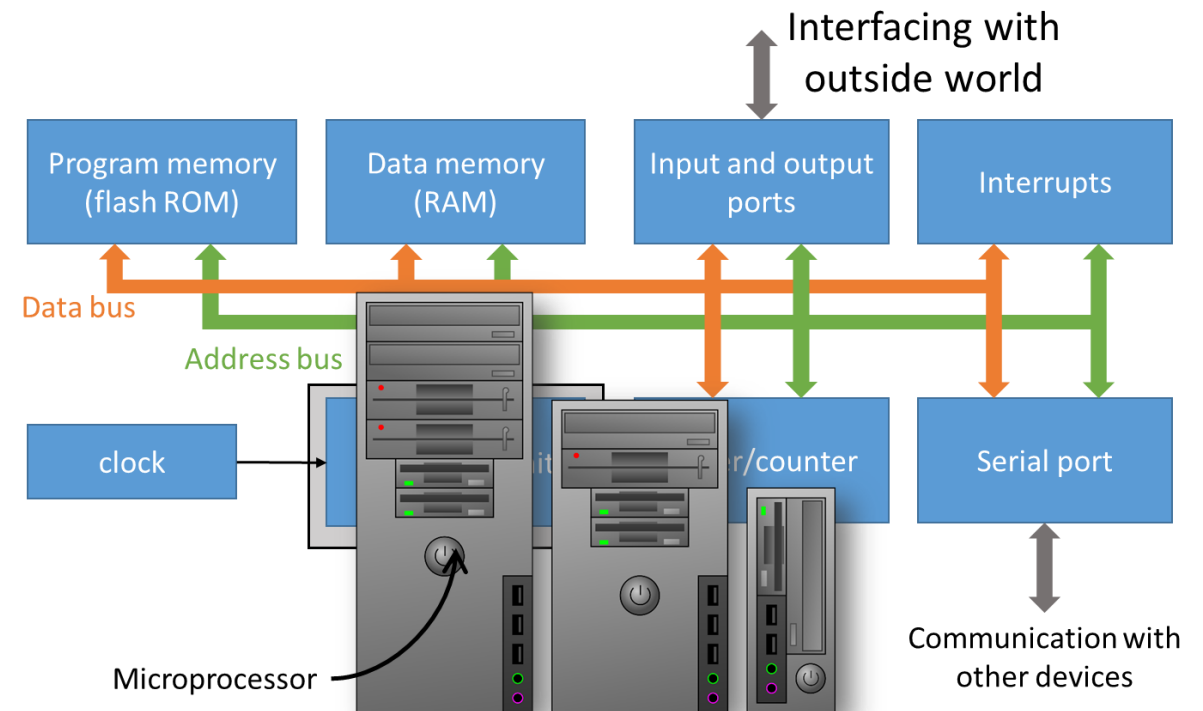 Interfacing with
outside world
Program memory
(flash ROM)
Data memory
(RAM)
Input and output
ports
Interrupts
Data bus
Address bus
clock
/counter
Serial port
Microprocessor
Communication with
other devices